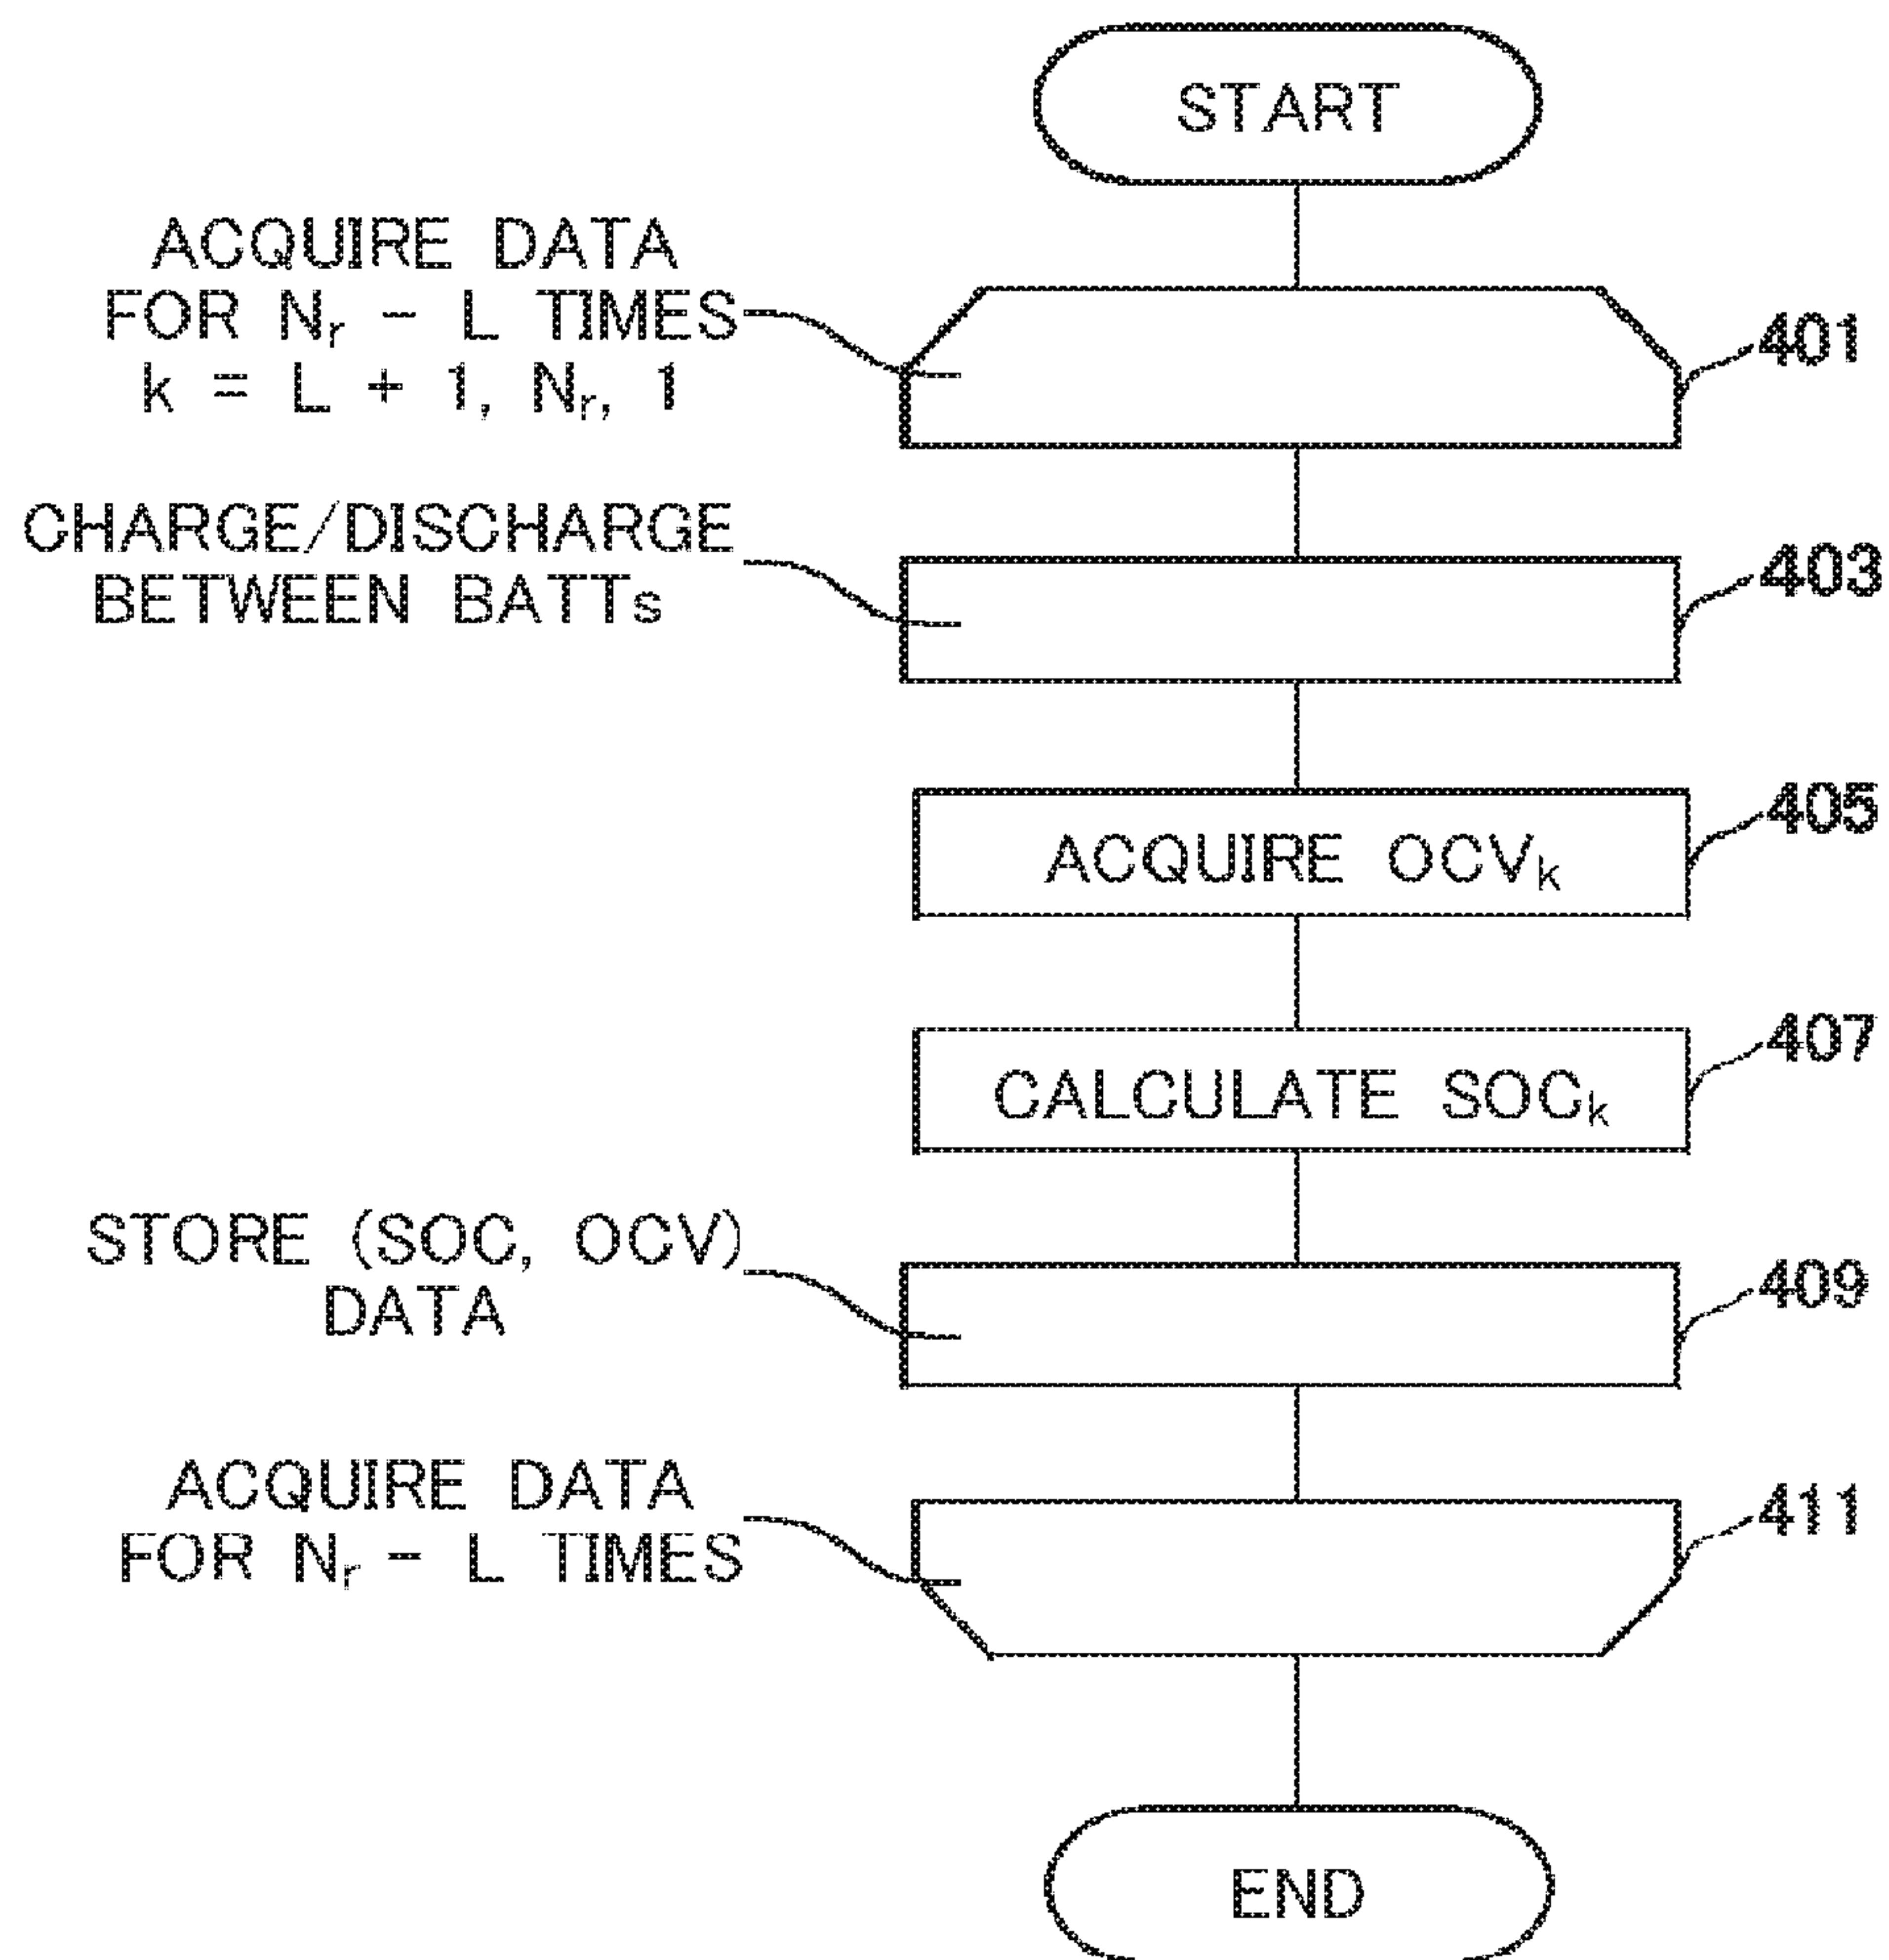 START
ACQUIRE DATA
FOR Nr - L TIMES
k = L + 1, Nr, 1
401
CHARGE/DISCHARGE
BETWEEN BATTs
403
ACQUIRE OCVk
405
CALCULATE SOCk
407
STORE (SOC, OCV)
DATA
409
ACQUIRE DATA
FOR Nr - L TIMES
411
END